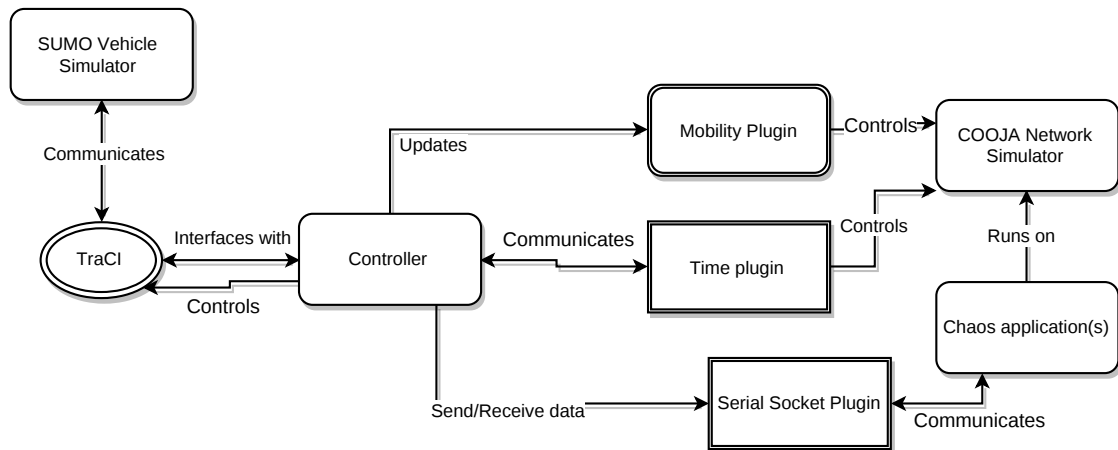 SUMO Vehicle
Simulator
Communicates
TraCI
Interfaces with
Controls
Controller
Updates
Mobility Plugin
Controls
COOJA Network
Simulator
Communicates
Time plugin
Controls
Runs on
Chaos application(s)
Send/Receive data
Serial Socket Plugin
Communicates